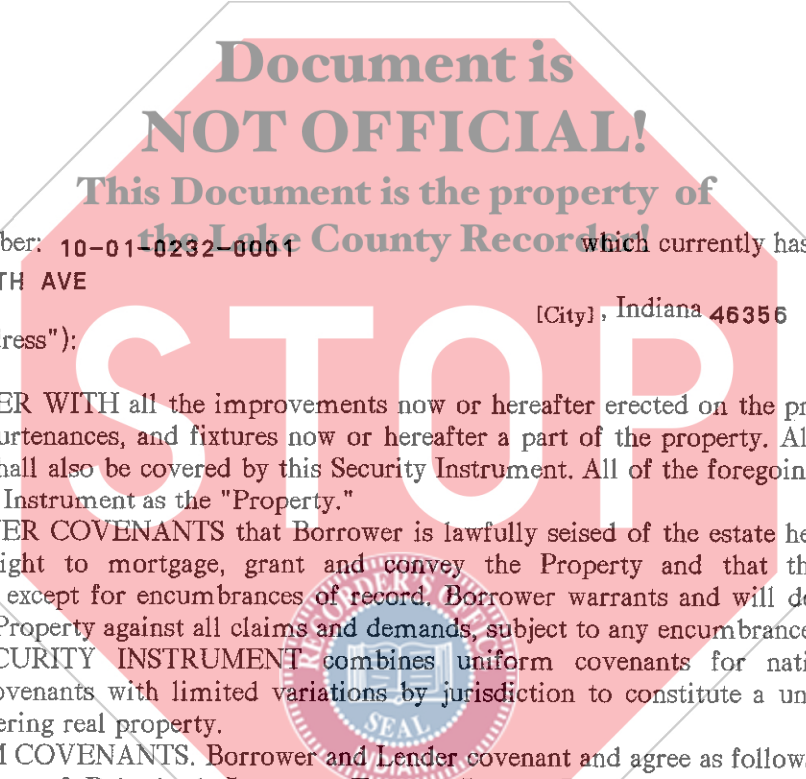 Document is
NOT OFFICIAL!
This Document is the property of
the Lake County Recorder!
ber: 10-01-0232-0001 which currently has
TH AVE
[City], Indiana 46356
ress"):
STOP
ER WITH all the improvements now or hereafter erected on the pr
urtenances, and fixtures now or hereafter a part of the property. Al
hall also be covered by this Security Instrument. All of the foregoin
Instrument as the "Property."
ER COVENANTS that Borrower is lawfully seised of the estate he
ight to mortgage, grant and convey the Property and that th
except for encumbrances of record. Borrower warrants and will de
Property against all claims and demands, subject to any encumbrance
CURITY INSTRUMENT combines uniform covenants for nati
ovenants with limited variations by jurisdiction to constitute a un
ering real property.
M COVENANTS. Borrower and Lender covenant and agree as follow
RECORDER'S OFFICE
SEAL